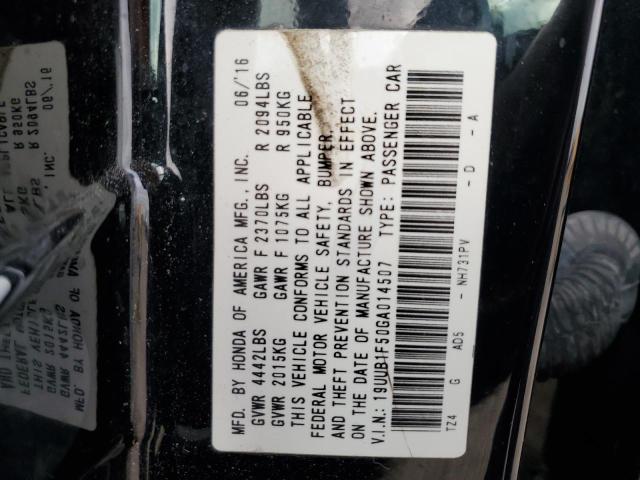 MFD. BY HONDA OF AMERICA MFG., INC. 06/'16
GVWR 4442LBS GAWR F 2370LBS R 2094LBS
GVWR 2015KG GAWR F 1075KG R 950KG
THIS VEHICLE CONFORMS TO ALL APPLICABLE
FEDERAL MOTOR VEHICLE SAFETY, BUMPER,
AND THEFT PREVENTION STANDARDS IN EFFECT
ON THE DATE OF MANUFACTURE SHOWN ABOVE.
V.I.N.: 19UUB1F50GA014507 TYPE: PASSENGER CAR
TZ4 G AD5 - NH731PV - D - A